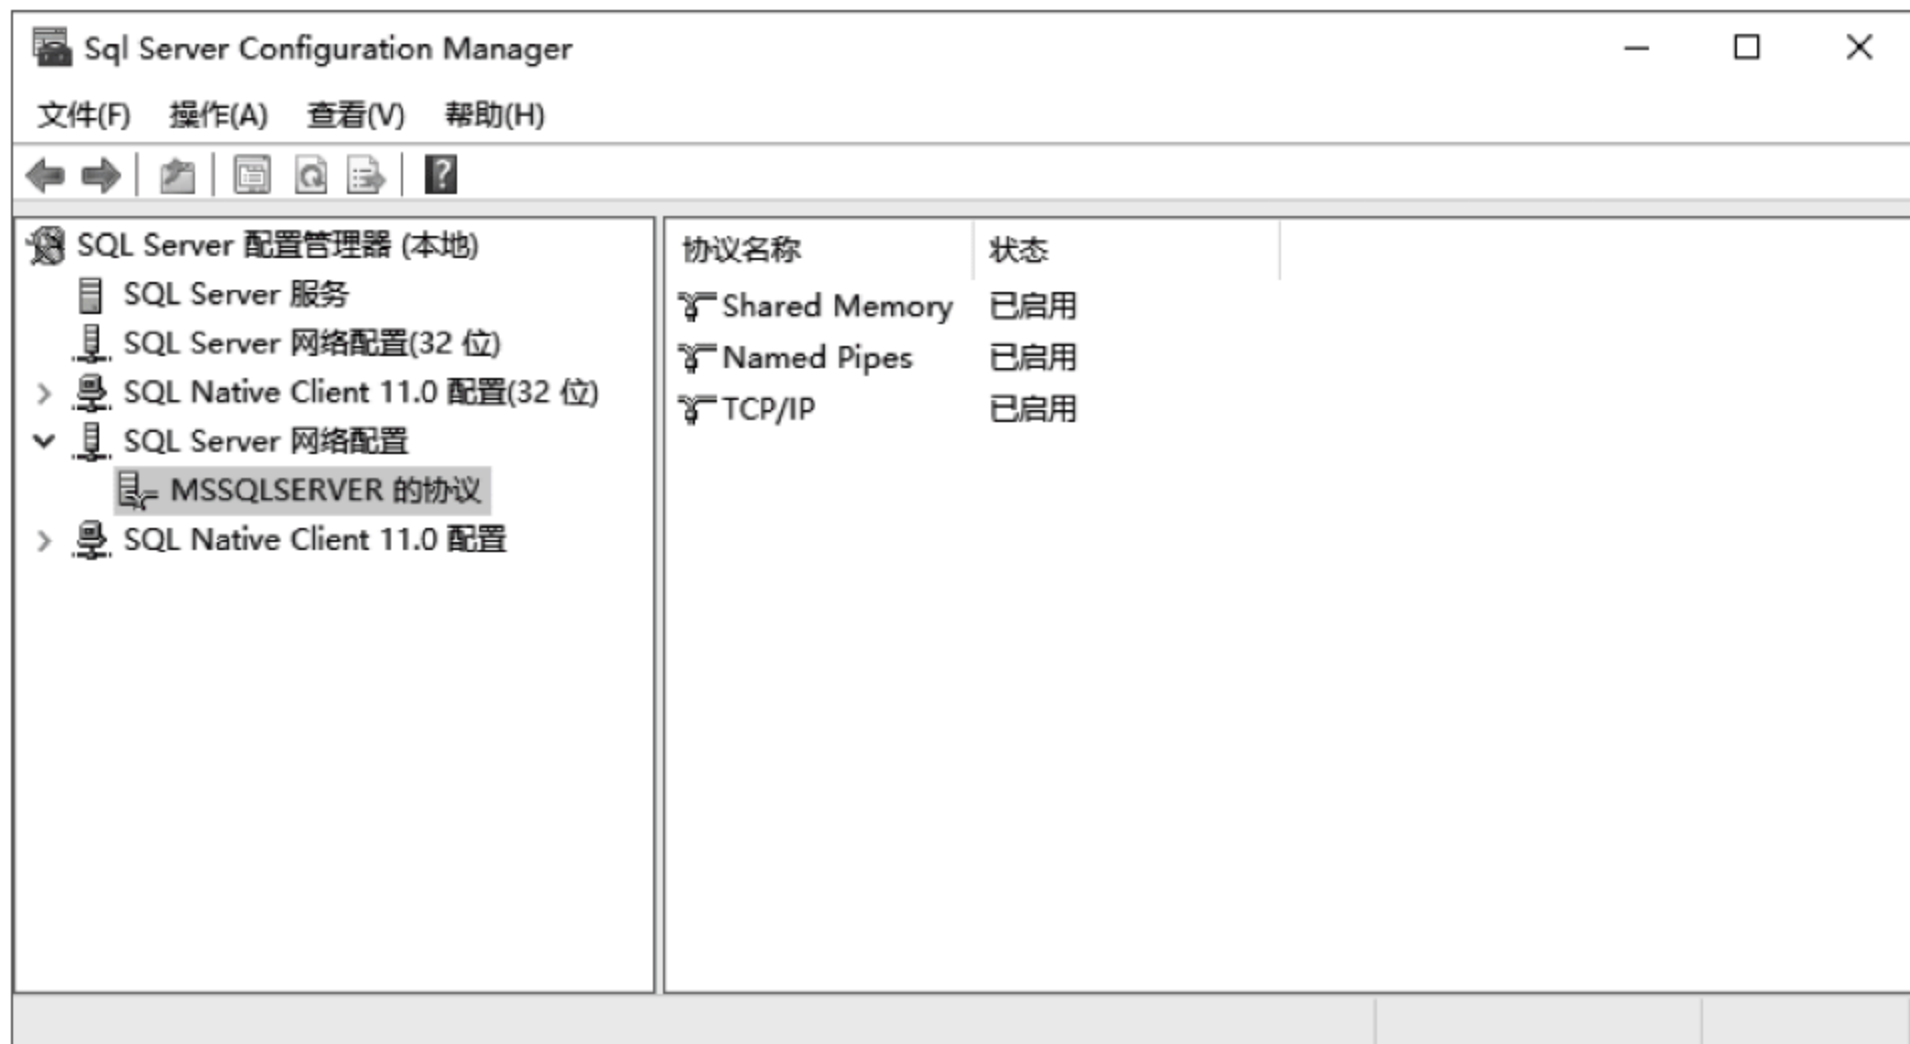 Sql Server Configuration Manager
文件(F) 操作(A) 查看(V) 帮助(H)
SQL Server 配置管理器 (本地)
SQL Server 服务
SQL Server 网络配置(32 位)
SQL Native Client 11.0 配置(32 位)
SQL Server 网络配置
MSSQLSERVER 的协议
SQL Native Client 11.0 配置
协议名称 状态
Shared Memory 已启用
Named Pipes 已启用
TCP/IP 已启用